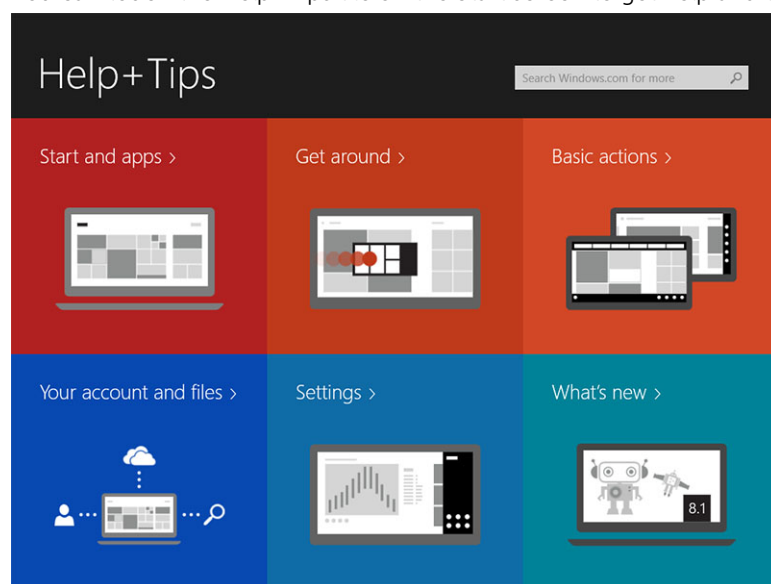 Help+Tips
Search Windows.com for more
Start and apps >
Get around >
Basic actions >
Your account and files >
Settings >
What's new >
8.1